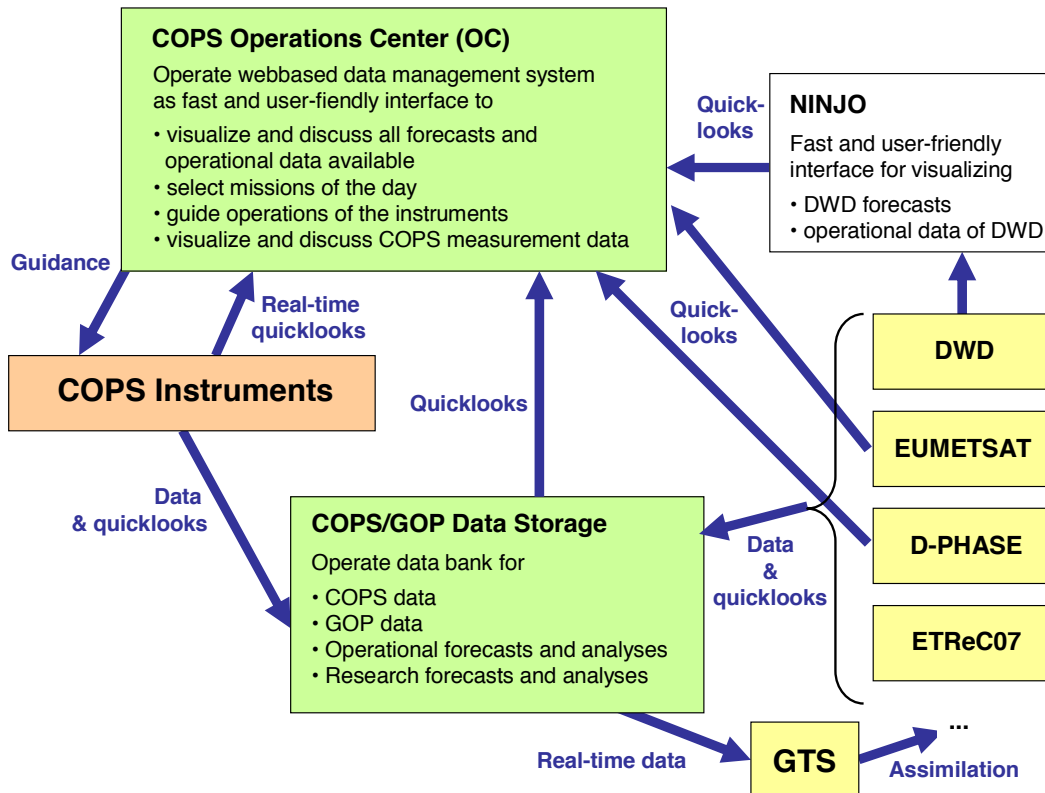 COPS Operations Center (OC)
Operate webbased data management system
as fast and user-fiendly interface to
• visualize and discuss all forecasts and
operational data available
• select missions of the day
• guide operations of the instruments
• visualize and discuss COPS measurement data
Quick-
looks
NINJO
Fast and user-friendly
interface for visualizing
• DWD forecasts
• operational data of DWD
Guidance
Real-time
quicklooks
Quick-
looks
DWD
COPS Instruments
Quicklooks
EUMETSAT
Data
& quicklooks
COPS/GOP Data Storage
Operate data bank for
• COPS data
• GOP data
• Operational forecasts and analyses
• Research forecasts and analyses
Data
&
quicklooks
D-PHASE
ETReC07
...
Real-time data
GTS
Assimilation